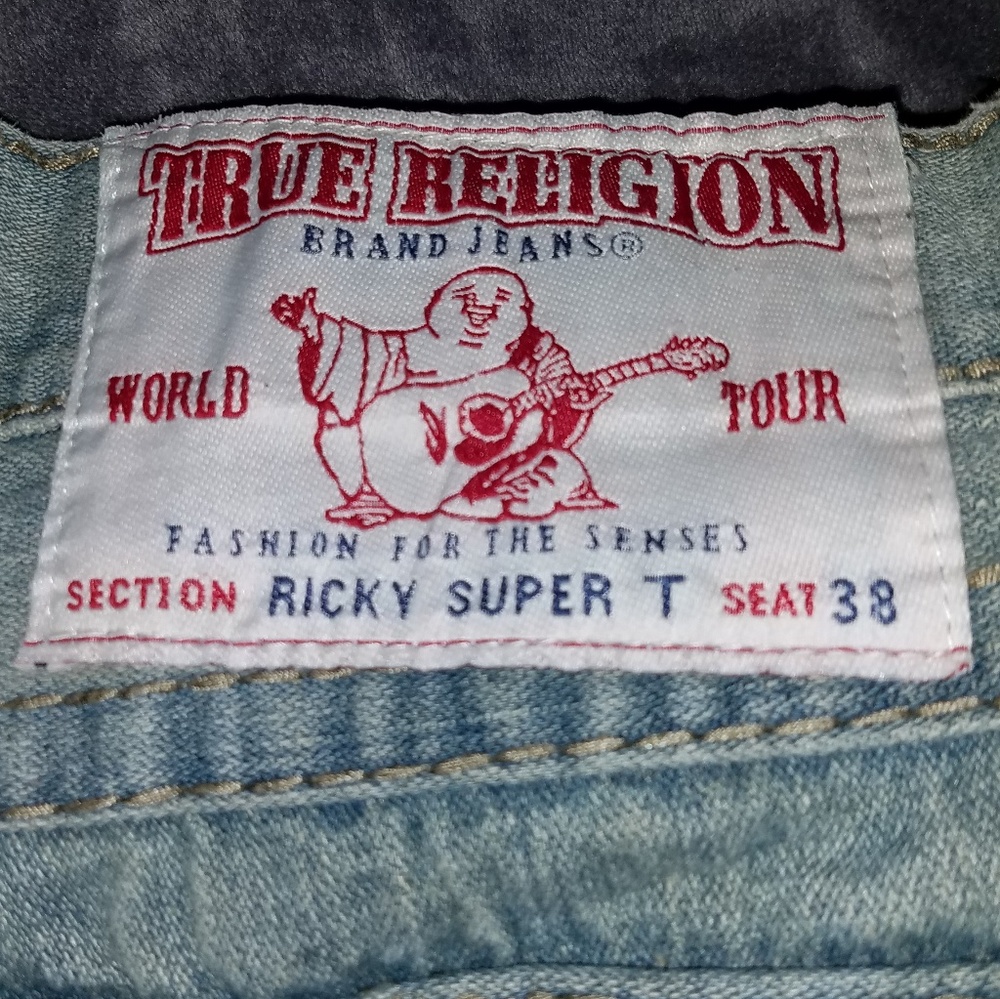 TRUE RELIGION
BRAND JEANS®
WORLD TOUR
FASHION FOR THE SENSES
SECTION RICKY SUPER T SEAT 38